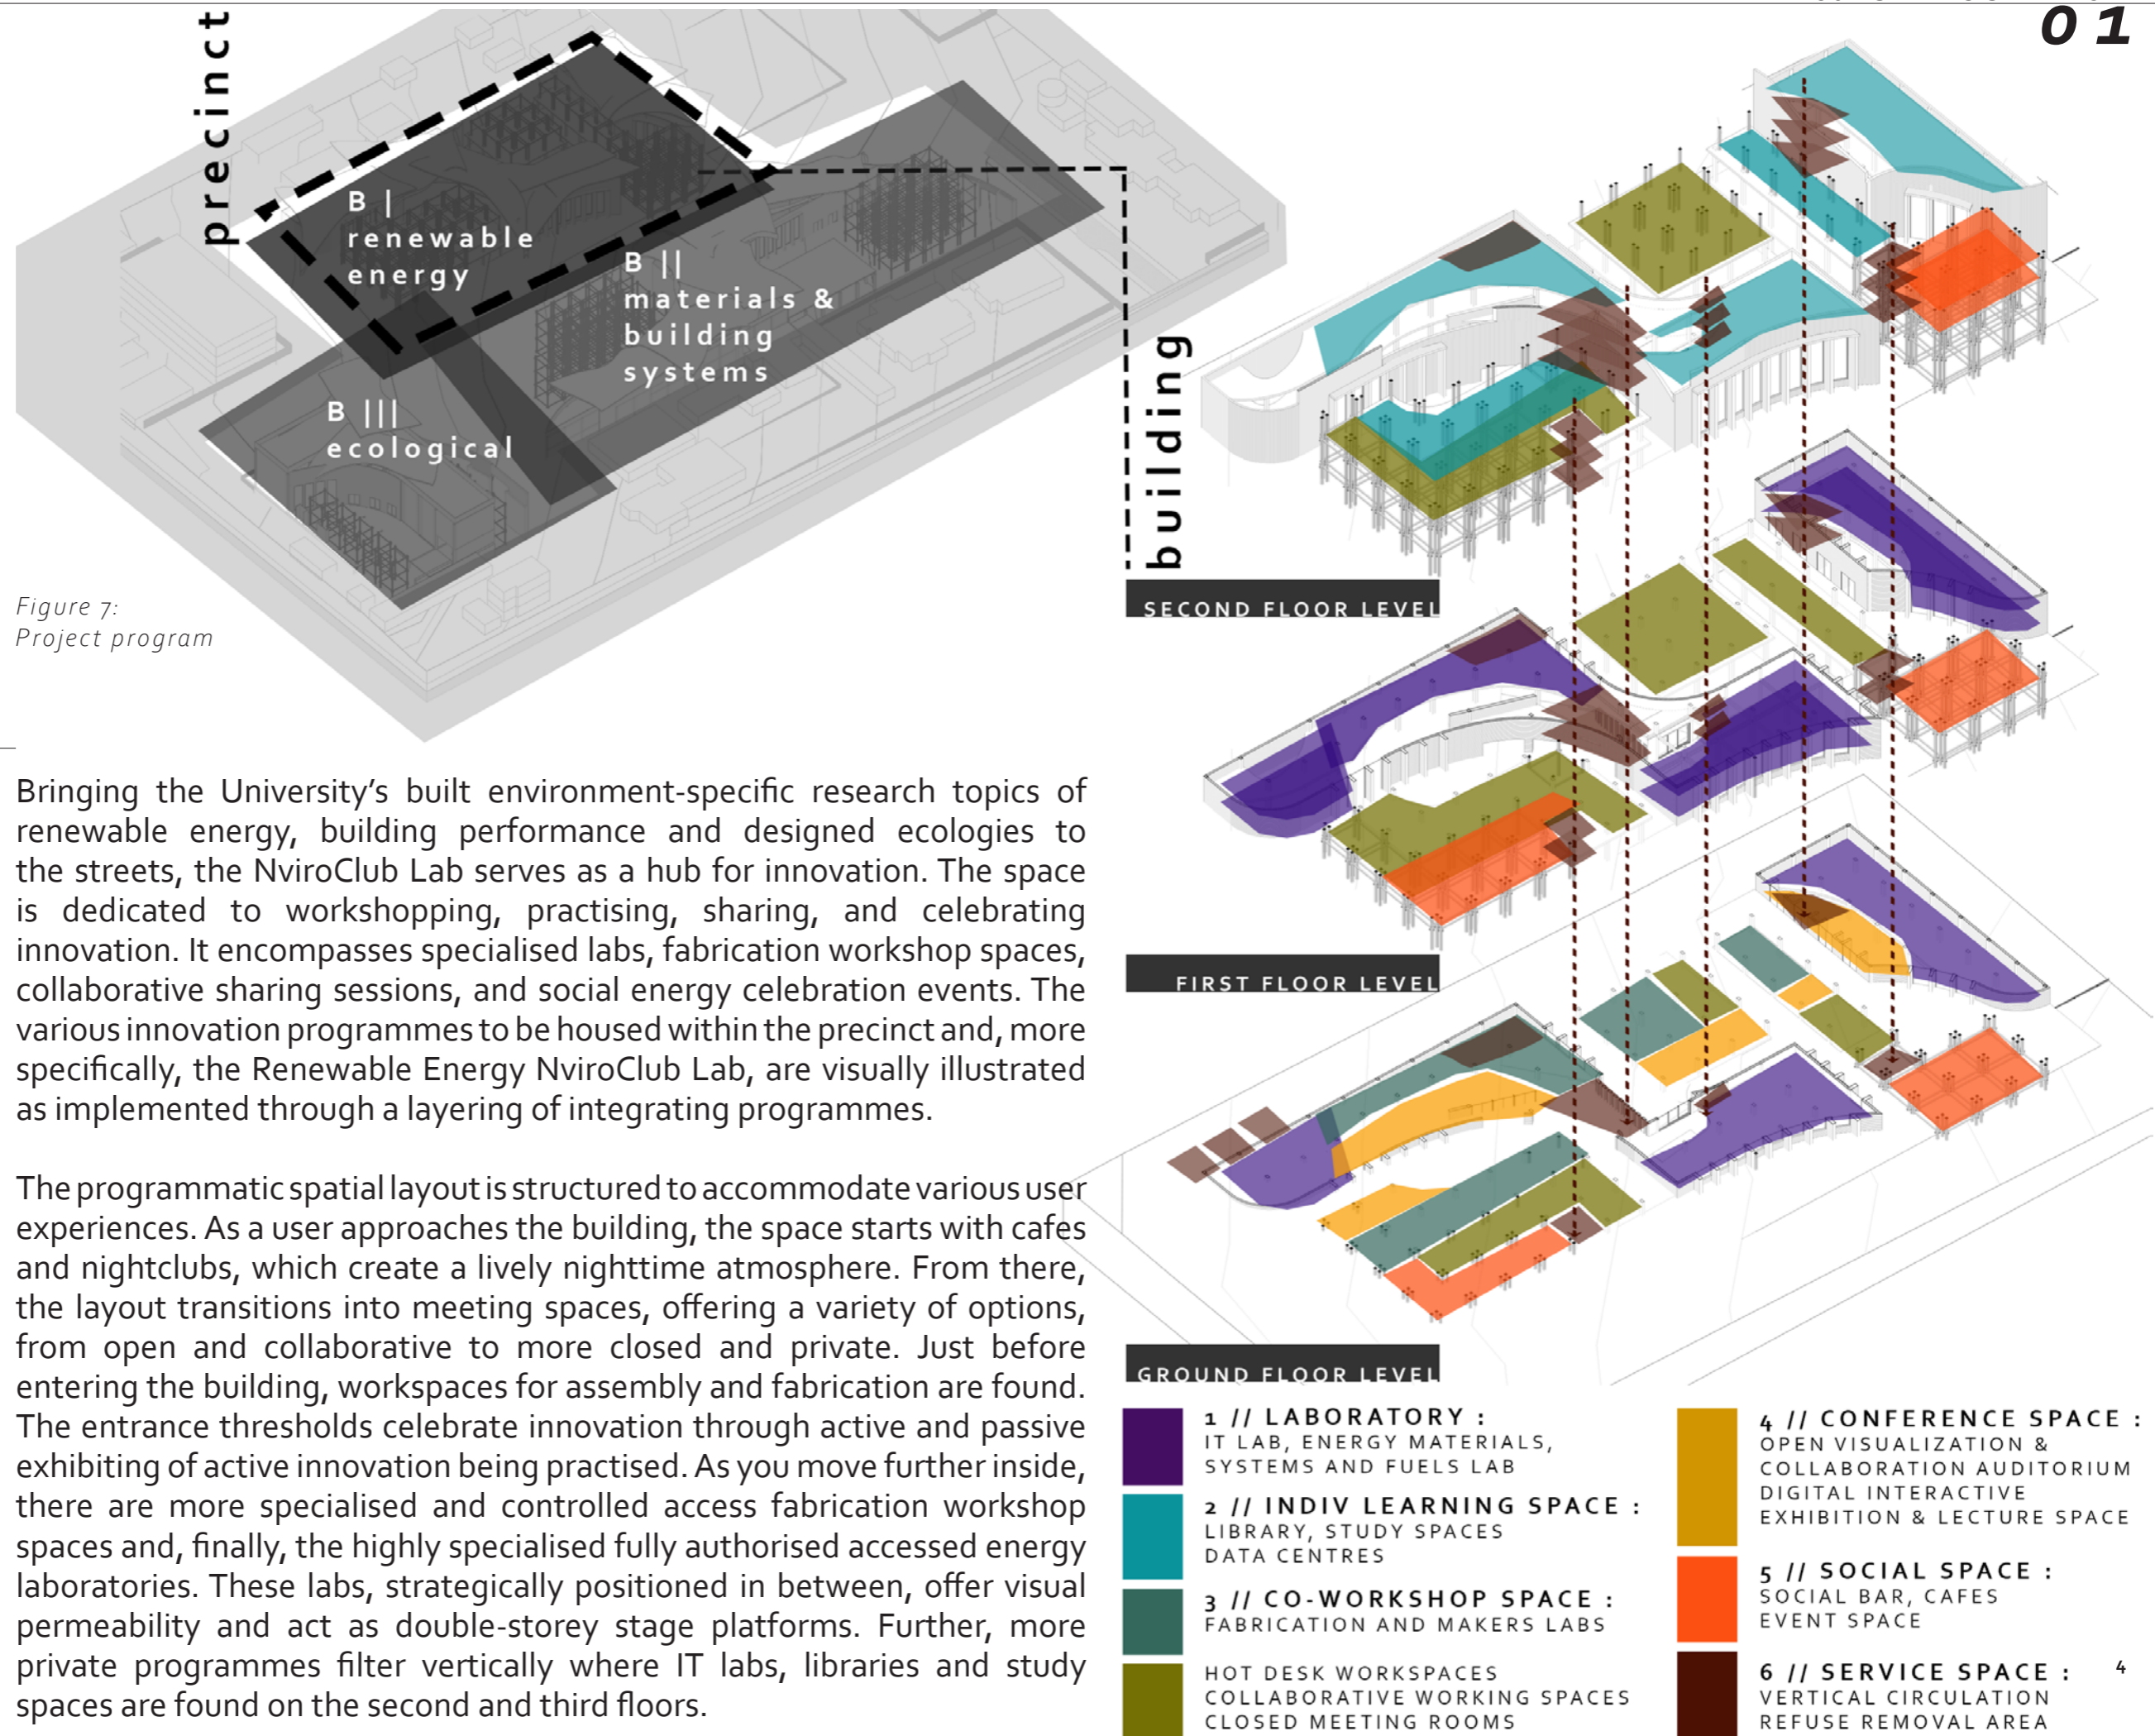 01
precinct
B |
renewable
energy
B ||
materials &
building
systems
B |||
ecological
Figure 7:
Project program
building
SECOND FLOOR LEVEL
FIRST FLOOR LEVEL
GROUND FLOOR LEVEL
Bringing the University's built environment-specific research topics of
renewable energy, building performance and designed ecologies to
the streets, the NviroClub Lab serves as a hub for innovation. The space
is dedicated to workshopping, practising, sharing, and celebrating
innovation. It encompasses specialised labs, fabrication workshop spaces,
collaborative sharing sessions, and social energy celebration events. The
various innovation programmes to be housed within the precinct and, more
specifically, the Renewable Energy NviroClub Lab, are visually illustrated
as implemented through a layering of integrating programmes.
The programmatic spatial layout is structured to accommodate various user
experiences. As a user approaches the building, the space starts with cafes
and nightclubs, which create a lively nighttime atmosphere. From there,
the layout transitions into meeting spaces, offering a variety of options,
from open and collaborative to more closed and private. Just before
entering the building, workspaces for assembly and fabrication are found.
The entrance thresholds celebrate innovation through active and passive
exhibiting of active innovation being practised. As you move further inside,
there are more specialised and controlled access fabrication workshop
spaces and, finally, the highly specialised fully authorised accessed energy
laboratories. These labs, strategically positioned in between, offer visual
permeability and act as double-storey stage platforms. Further, more
private programmes filter vertically where IT labs, libraries and study
spaces are found on the second and third floors.
1 // LABORATORY :
IT LAB, ENERGY MATERIALS,
SYSTEMS AND FUELS LAB
2 // INDIV LEARNING SPACE :
LIBRARY, STUDY SPACES
DATA CENTRES
3 // CO-WORKSHOP SPACE :
FABRICATION AND MAKERS LABS
HOT DESK WORKSPACES
COLLABORATIVE WORKING SPACES
CLOSED MEETING ROOMS
4 // CONFERENCE SPACE :
OPEN VISUALIZATION &
COLLABORATION AUDITORIUM
DIGITAL INTERACTIVE
EXHIBITION & LECTURE SPACE
5 // SOCIAL SPACE :
SOCIAL BAR, CAFES
EVENT SPACE
6 // SERVICE SPACE :
VERTICAL CIRCULATION
REFUSE REMOVAL AREA
4